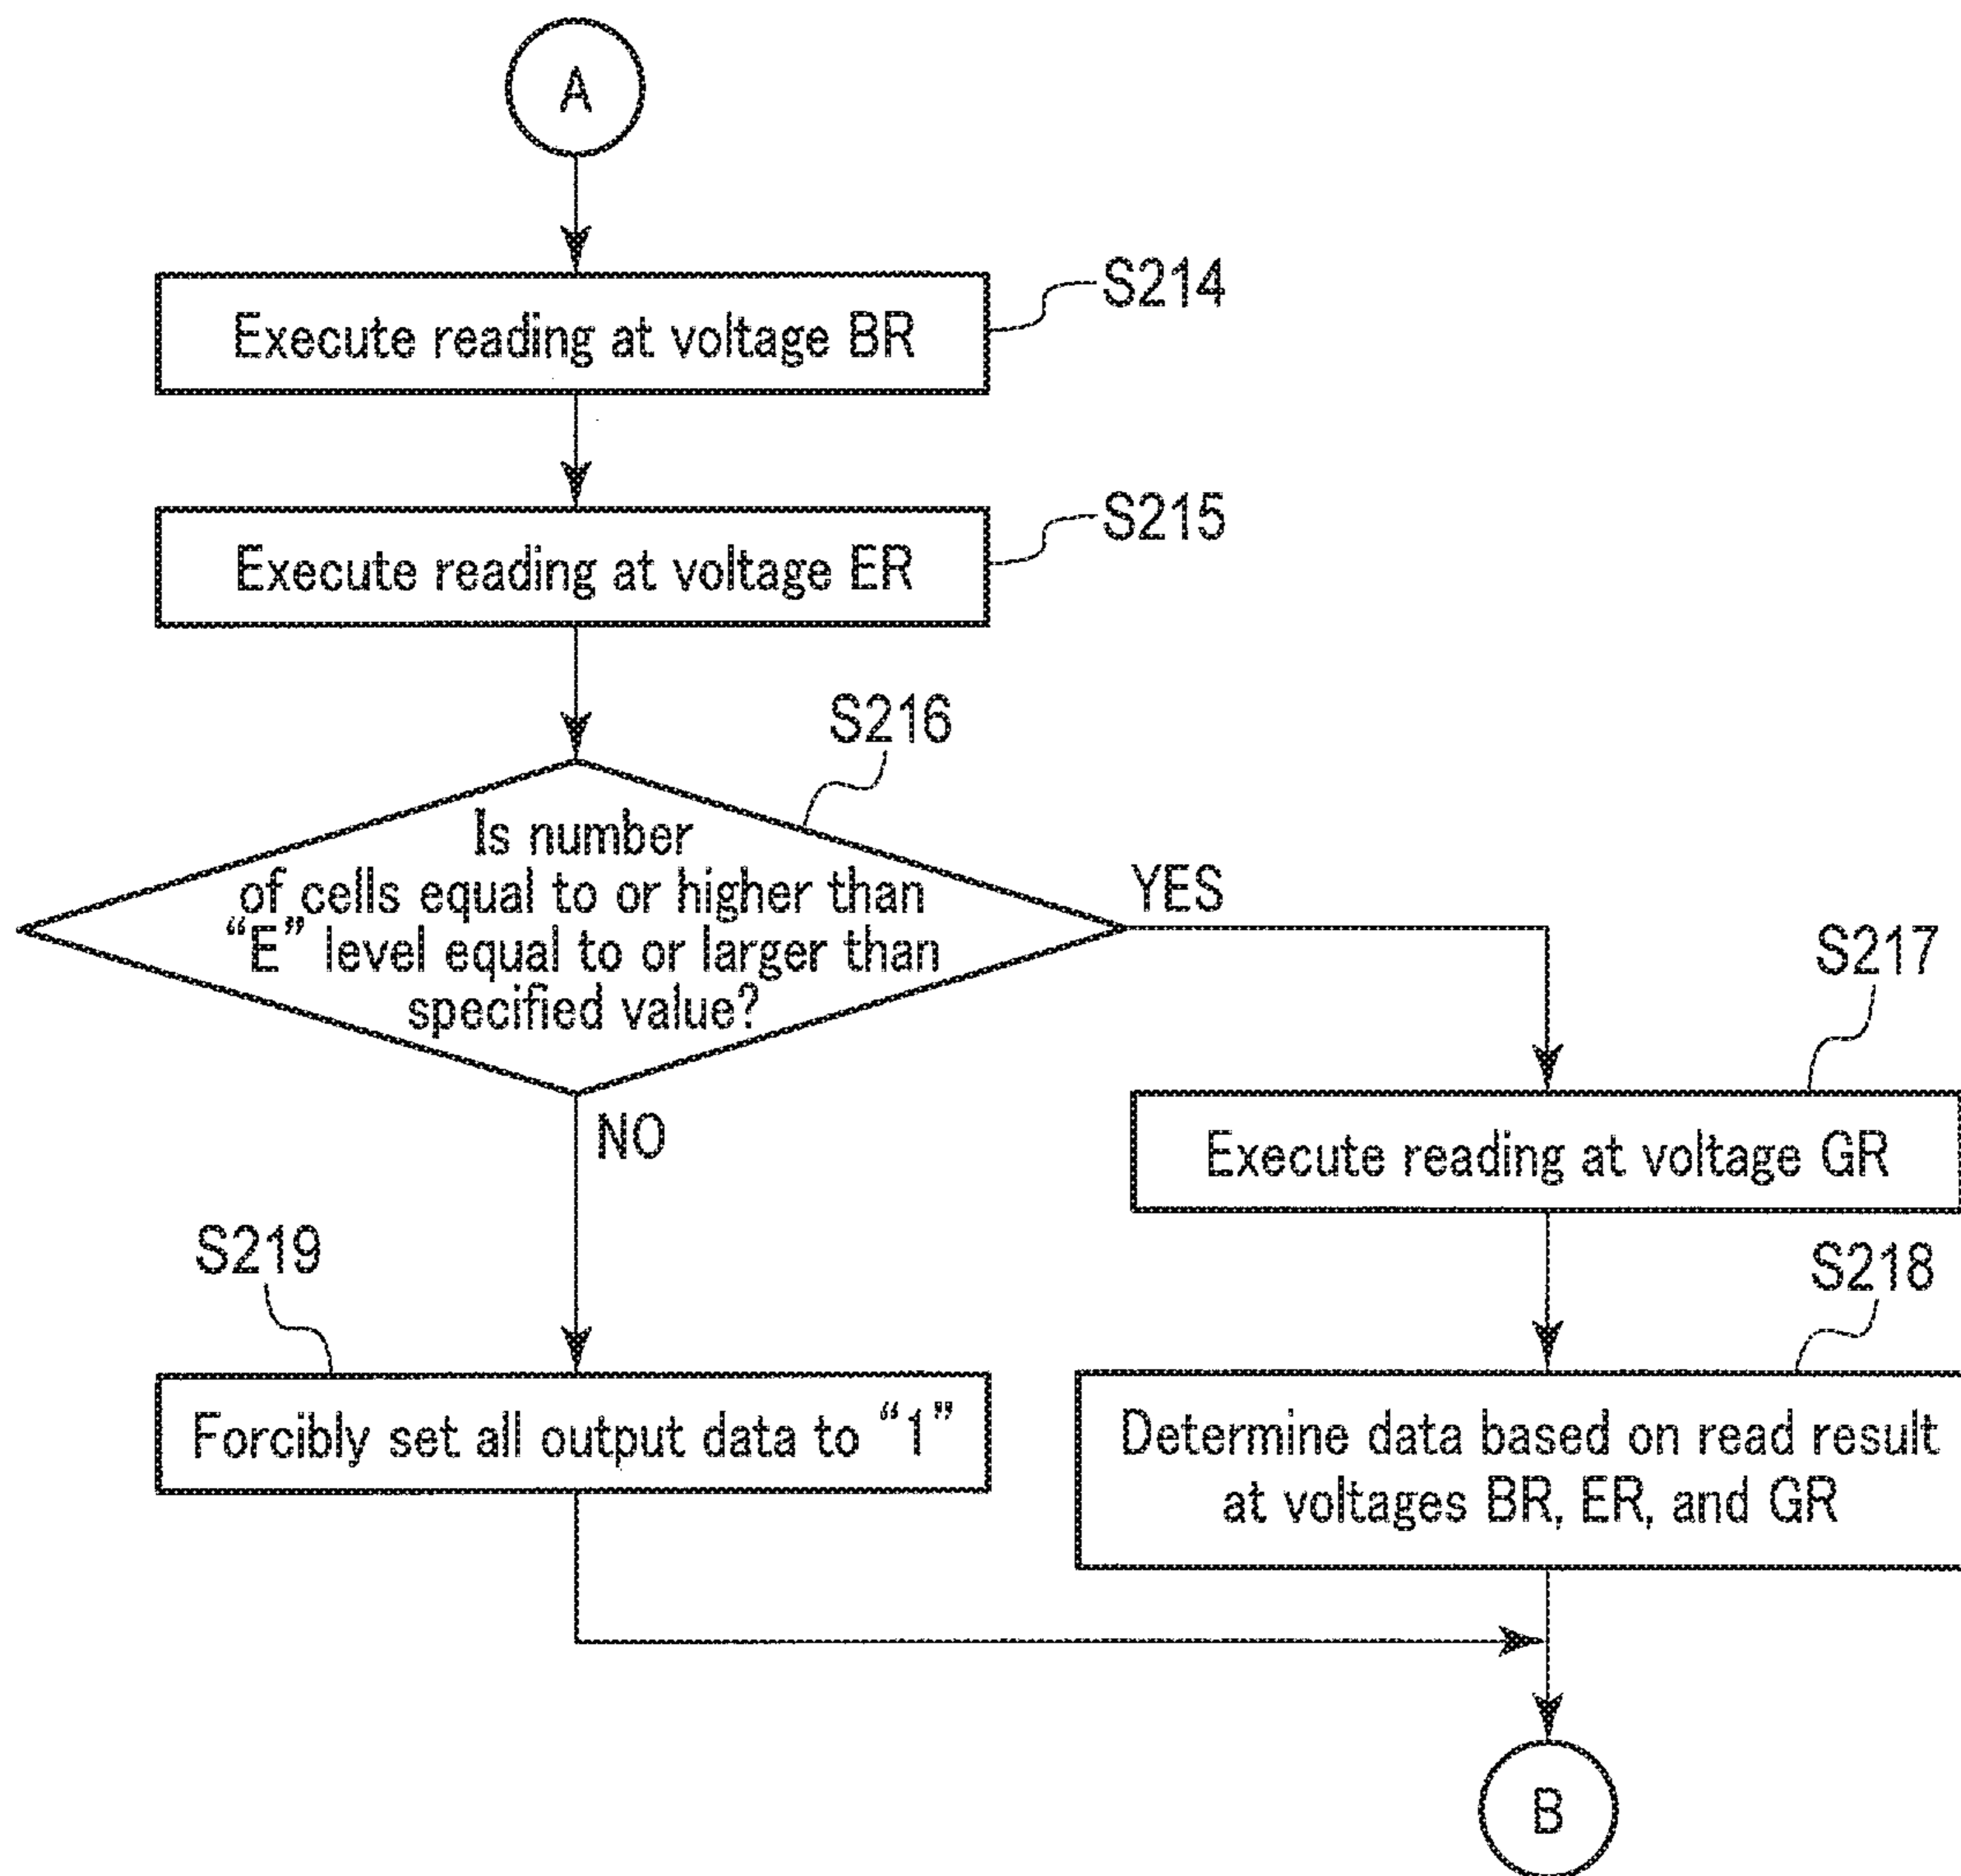 A
S214
Execute reading at voltage BR
S215
Execute reading at voltage ER
S216
Is number
of cells equal to or higher than
“E” level equal to or larger than
specified value?
YES
NO
S217
Execute reading at voltage GR
S219
Forcibly set all output data to “1”
S218
Determine data based on read result
at voltages BR, ER, and GR
B